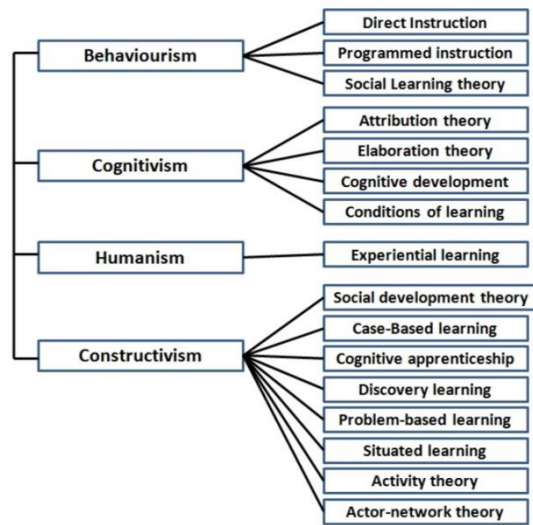 Behaviourism
Direct Instruction
Programmed instruction
Social Learning theory
Cognitivism
Attribution theory
Elaboration theory
Cognitive development
Conditions of learning
Humanism
Experiential learning
Constructivism
Social development theory
Case-Based learning
Cognitive apprenticeship
Discovery learning
Problem-based learning
Situated learning
Activity theory
Actor-network theory